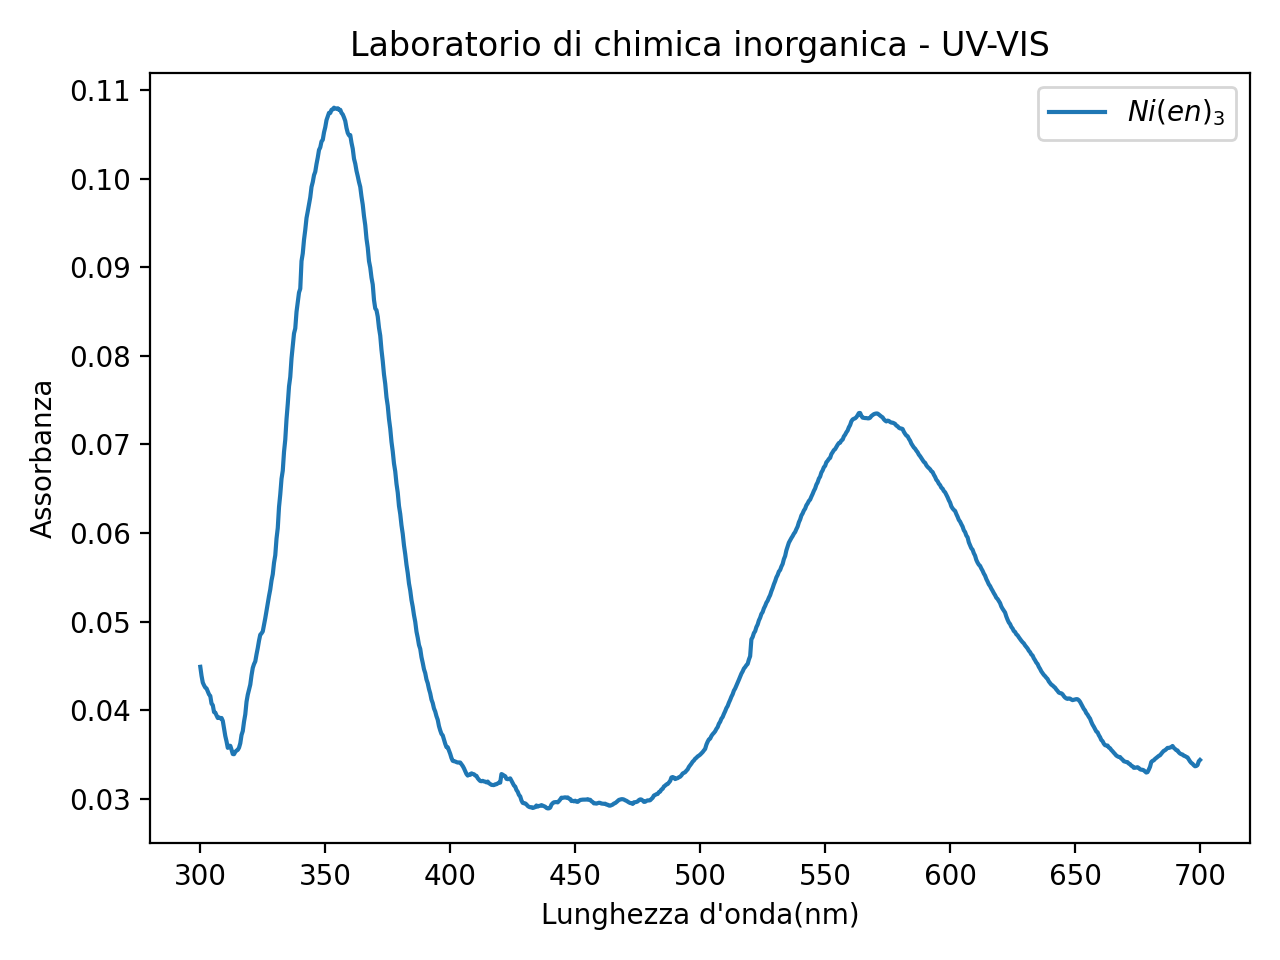 Laboratorio di chimica inorganica - UV-VIS
Ni(en)₃
0.11
0.10
0.09
0.08
0.07
0.06
0.05
0.04
0.03
Assorbanza
300 350 400 450 500 550 600 650 700
Lunghezza d'onda(nm)